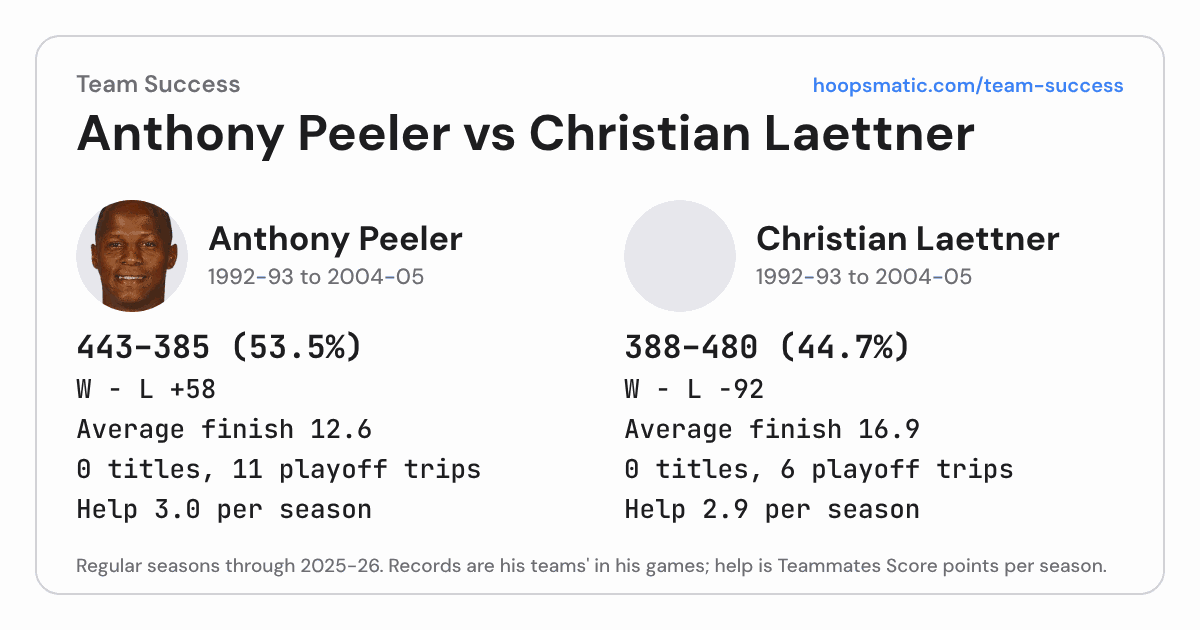 Team Success
hoopsmatic.com/team-success
Anthony Peeler vs Christian Laettner
Anthony Peeler
1992-93 to 2004-05
Christian Laettner
1992-93 to 2004-05
443-385 (53.5%)
W - L +58
Average finish 12.6
0 titles, 11 playoff trips
Help 3.0 per season
388-480 (44.7%)
W - L -92
Average finish 16.9
0 titles, 6 playoff trips
Help 2.9 per season
Regular seasons through 2025-26. Records are his teams' in his games; help is Teammates Score points per season.